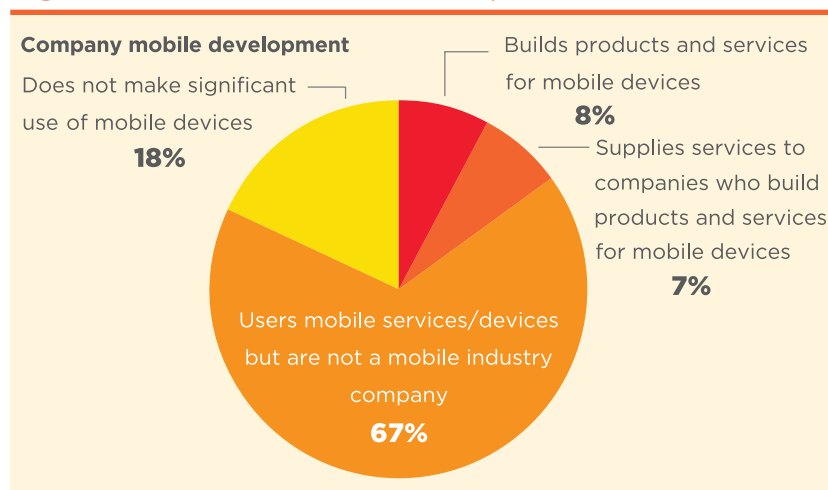 Company mobile development
Does not make significant
use of mobile devices
18%
Builds products and services
for mobile devices
8%
Supplies services to
companies who build
products and services
for mobile devices
7%
Users mobile services/devices
but are not a mobile industry
company
67%